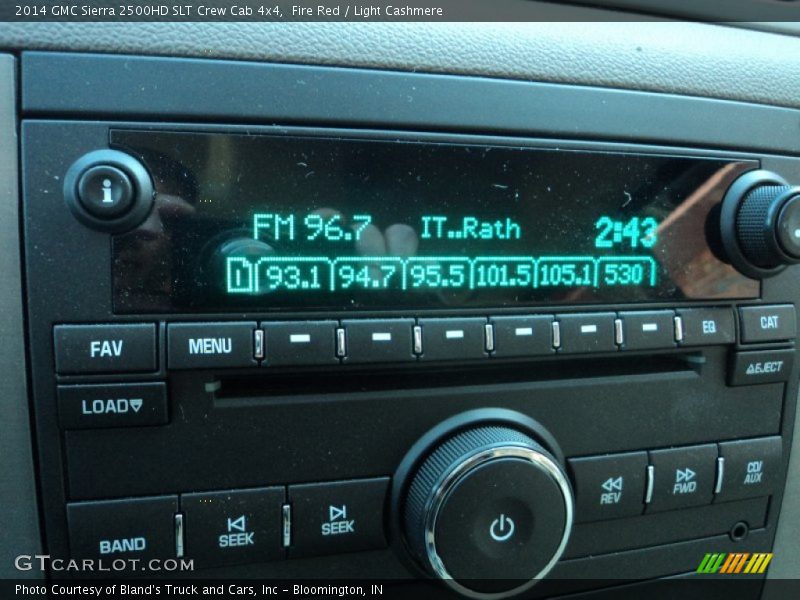 2014 GMC Sierra 2500HD SLT Crew Cab 4x4, Fire Red / Light Cashmere
i
FM 96.7 IT..Rath 2:43
1 93.1 94.7 95.5 101.5 105.1 530
FAV MENU EQ CAT
LOAD EJECT
BAND SEEK SEEK REV FWD CD/AUX
GTCARLOT.COM
Photo Courtesy of Bland's Truck and Cars, Inc – Bloomington, IN